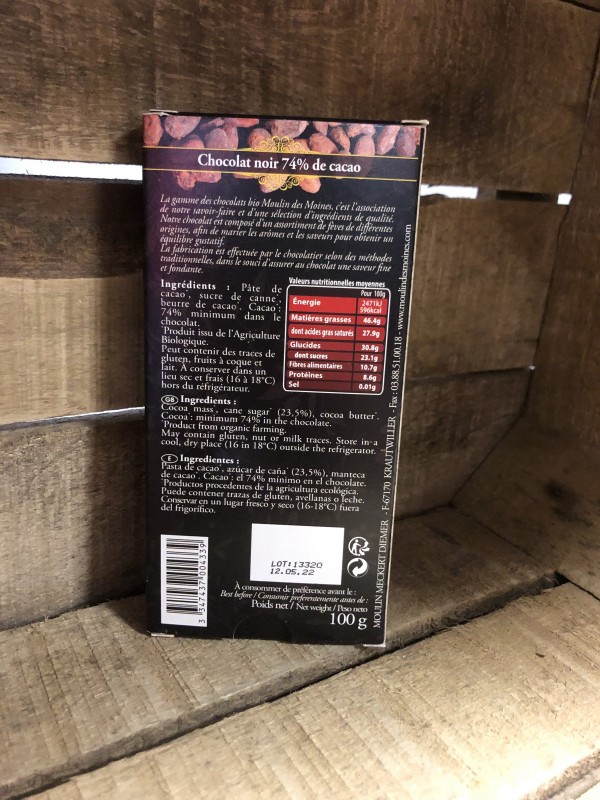 Chocolat noir 74% de cacao
La gamme des chocolats bio Moulin des Moines, c'est l'association
de notre savoir-faire et d'une sélection d'ingrédients de qualité.
Notre chocolat est composé d'un assortiment de fèves de différentes
origines, afin de marier les arômes et les saveurs pour obtenir un
équilibre gustatif.
La fabrication est effectuée par le chocolatier selon des méthodes
traditionnelles, dans le souci d'assurer au chocolat une saveur fine
et fondante.
Ingrédients : Pâte de
cacao*, sucre de canne*,
beurre de cacao*. Cacao*:
74% minimum dans le
chocolat.
*Produit issu de l'Agriculture
Biologique.
Peut contenir des traces de
gluten, fruits à coque et
lait. À conserver dans un
lieu sec et frais (16 à 18°C)
hors du réfrigérateur.
Valeurs nutritionnelles moyennes
Pour 100g
Énergie 2471kJ
596kcal
Matières grasses 46.4g
dont acides gras saturés 27.9g
Glucides 30.8g
dont sucres 23.1g
Fibres alimentaires 10.7g
Protéines 8.6g
Sel 0.01g
GB Ingredients :
Cocoa mass*, cane sugar* (23,5%), cocoa butter*.
Cocoa*: minimum 74% in the chocolate.
*Product from organic farming.
May contain gluten, nut or milk traces. Store in a
cool, dry place (16 in 18°C) outside the refrigerator.
E Ingredientes :
Pasta de cacao*, azúcar de caña* (23,5%), manteca
de cacao*. Cacao*: el 74% mínimo en el chocolate.
*Productos procedentes de la agricultura ecológica.
Puede contener trazas de gluten, avellanas o leche.
Conservar en un lugar fresco y seco (16-18°C) fuera
del frigorífico.
LOT:13320
12.05.22
3 347437 004339
À consommer de préférence avant le :
Best before / Consumir preferentemente antes de :
Poids net / Net weight / Peso neto
100 g
MOULIN MECKERT DIEMER - F-67170 KRAUTWILLER - Fax : 03.88.51.00.18 - www.moulindesmoines.com